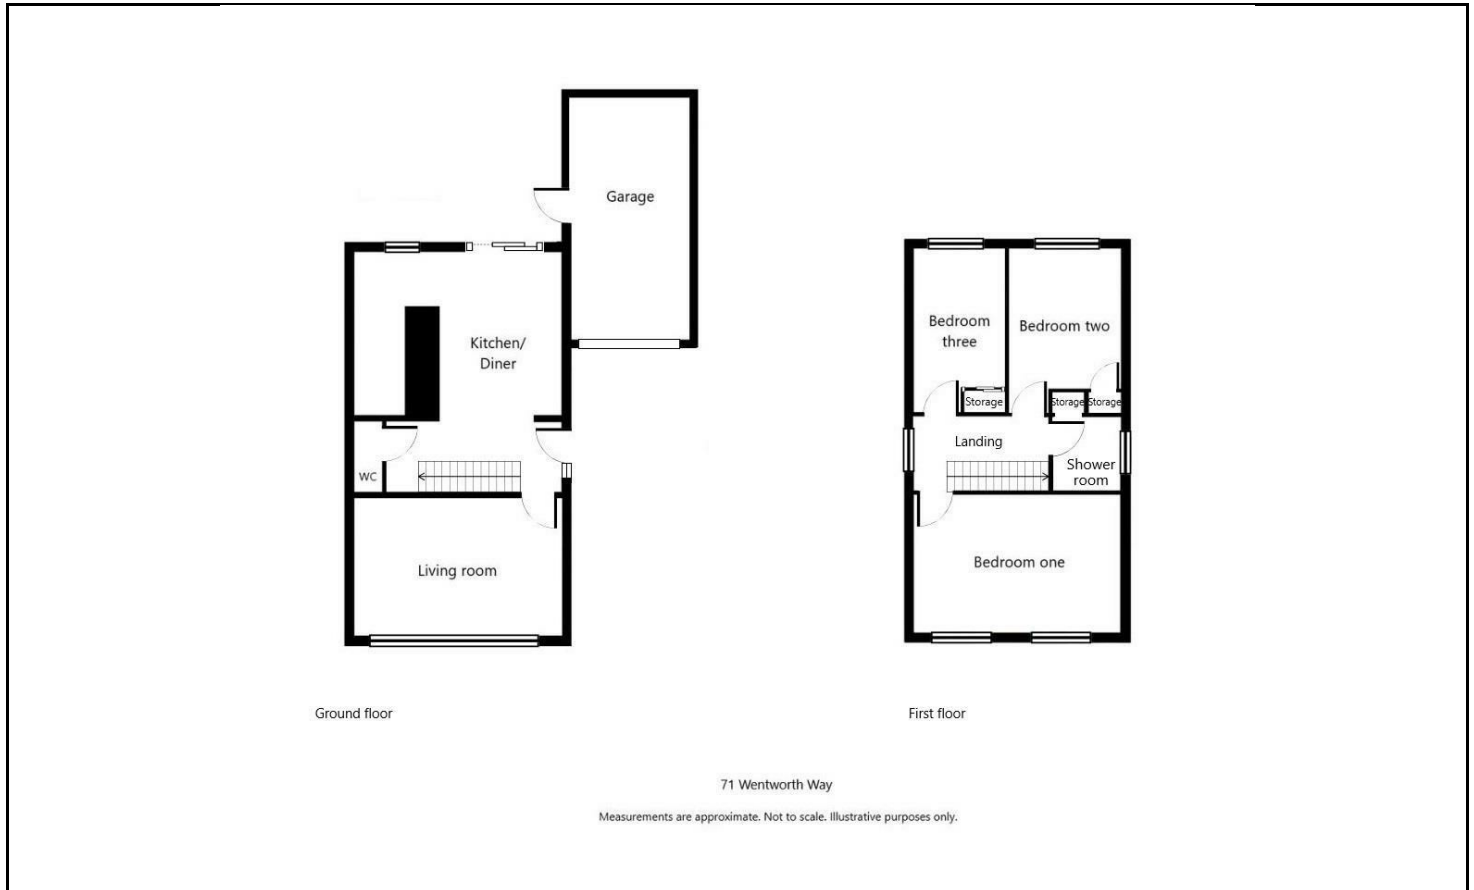 Garage
Kitchen/
Diner
WC
Living room
Ground floor
Bedroom
three
Bedroom two
Storage
Storage
Storage
Landing
Shower
room
Bedroom one
First floor
71 Wentworth Way
Measurements are approximate. Not to scale. Illustrative purposes only.